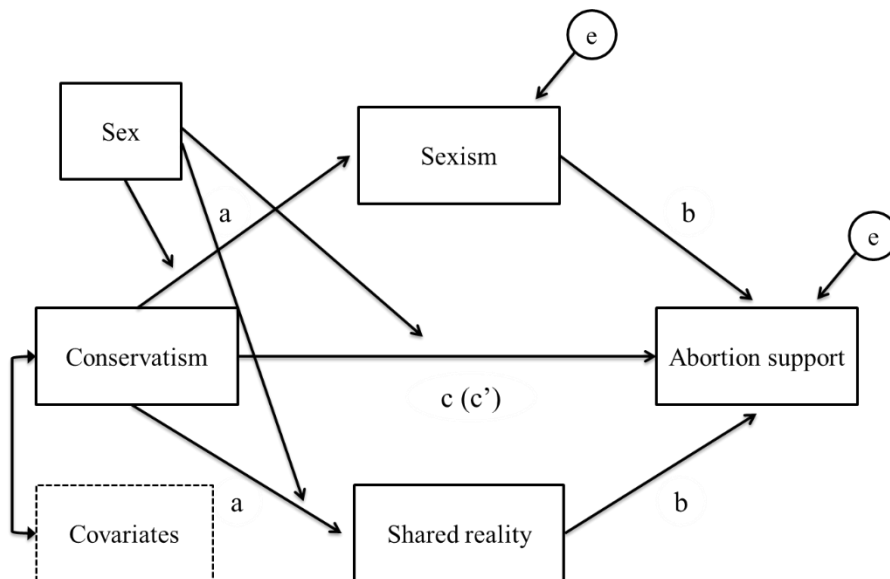 e
Sex
Sexism
a
b
e
Conservatism
Abortion support
c (c’)
a
b
Covariates
Shared reality